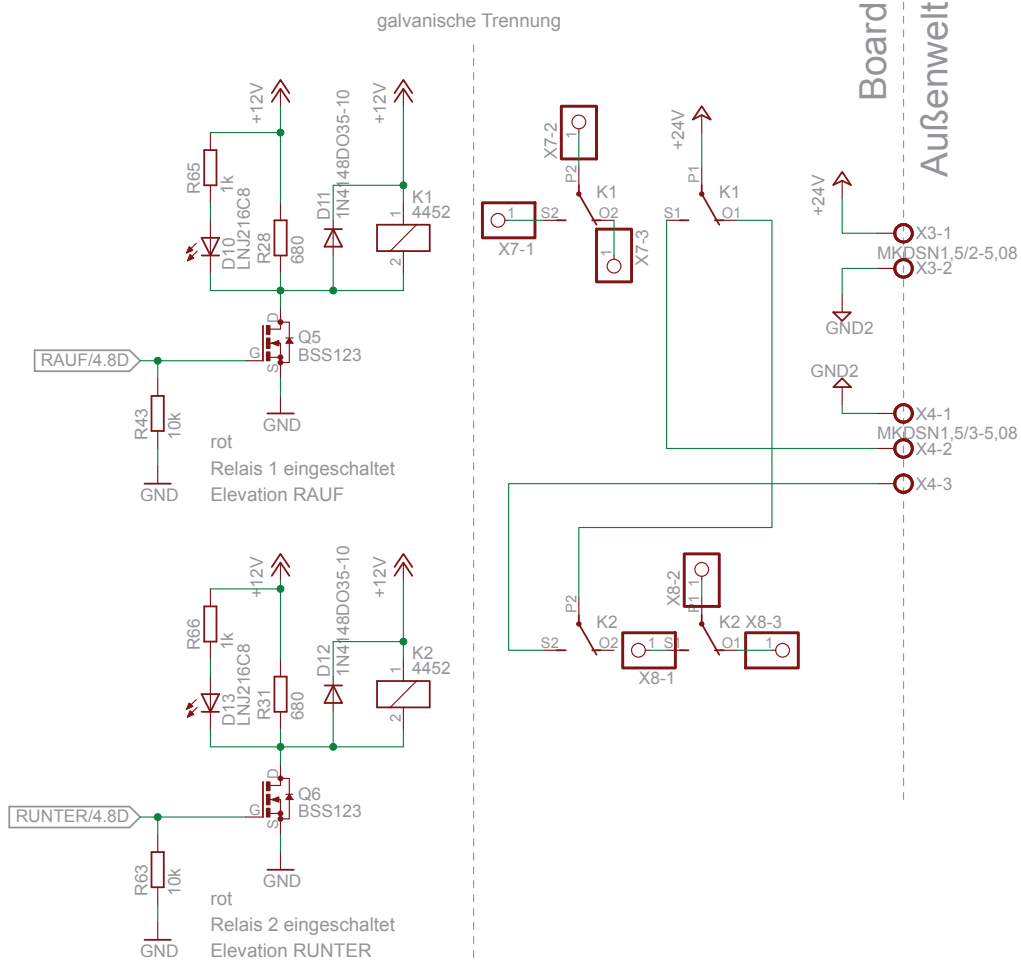 galvanische Trennung
Board
Außenwelt
+12V
+12V
R65
1k
D10
LNJ216C8
R28
680
D11
1N4148DO35-10
K1
4452
1
2
D
G
S
Q5
BSS123
RAUF/4.8D
R43
10k
GND
GND
rot
Relais 1 eingeschaltet
Elevation RAUF
X7-2
1
P2
K1
X7-1
1
S2
O2
X7-3
1
+24V
P1
K1
S1
O1
+24V
X3-1
MKDSN1,5/2-5,08
X3-2
GND2
GND2
X4-1
MKDSN1,5/3-5,08
X4-2
X4-3
+12V
+12V
R66
1k
D13
LNJ216C8
R31
680
D12
1N4148DO35-10
K2
4452
1
2
D
G
S
Q6
BSS123
RUNTER/4.8D
R63
10k
GND
GND
rot
Relais 2 eingeschaltet
Elevation RUNTER
P2
K2
S2
O2
X8-1
1
S1
X8-2
1
P1
K2
O1
X8-3
1